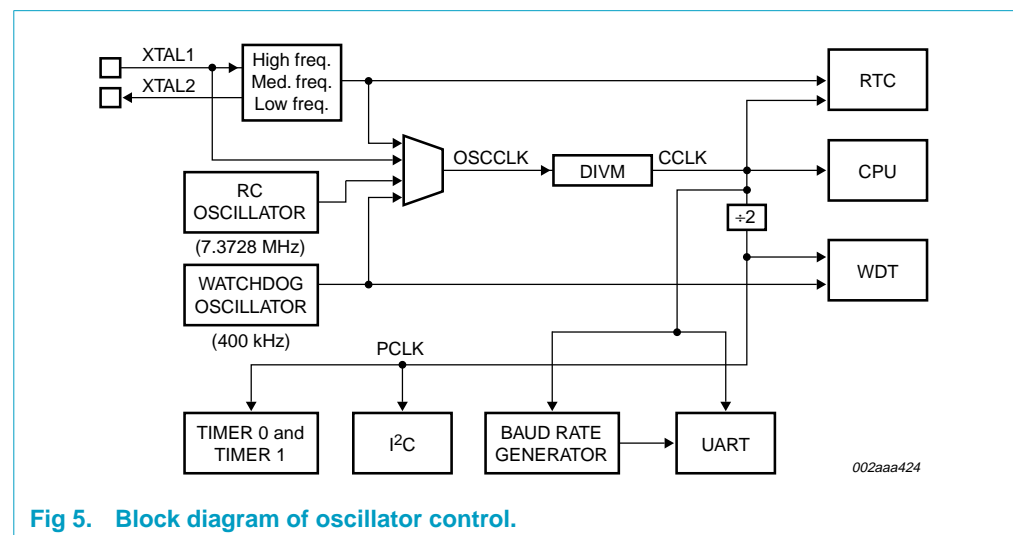 XTAL1
XTAL2
High freq.
Med. freq.
Low freq.
RTC
OSCCLK
DIVM
CCLK
CPU
RC
OSCILLATOR
(7.3728 MHz)
÷2
WDT
WATCHDOG
OSCILLATOR
(400 kHz)
PCLK
TIMER 0 and
TIMER 1
I²C
BAUD RATE
GENERATOR
UART
002aaa424
Fig 5. Block diagram of oscillator control.